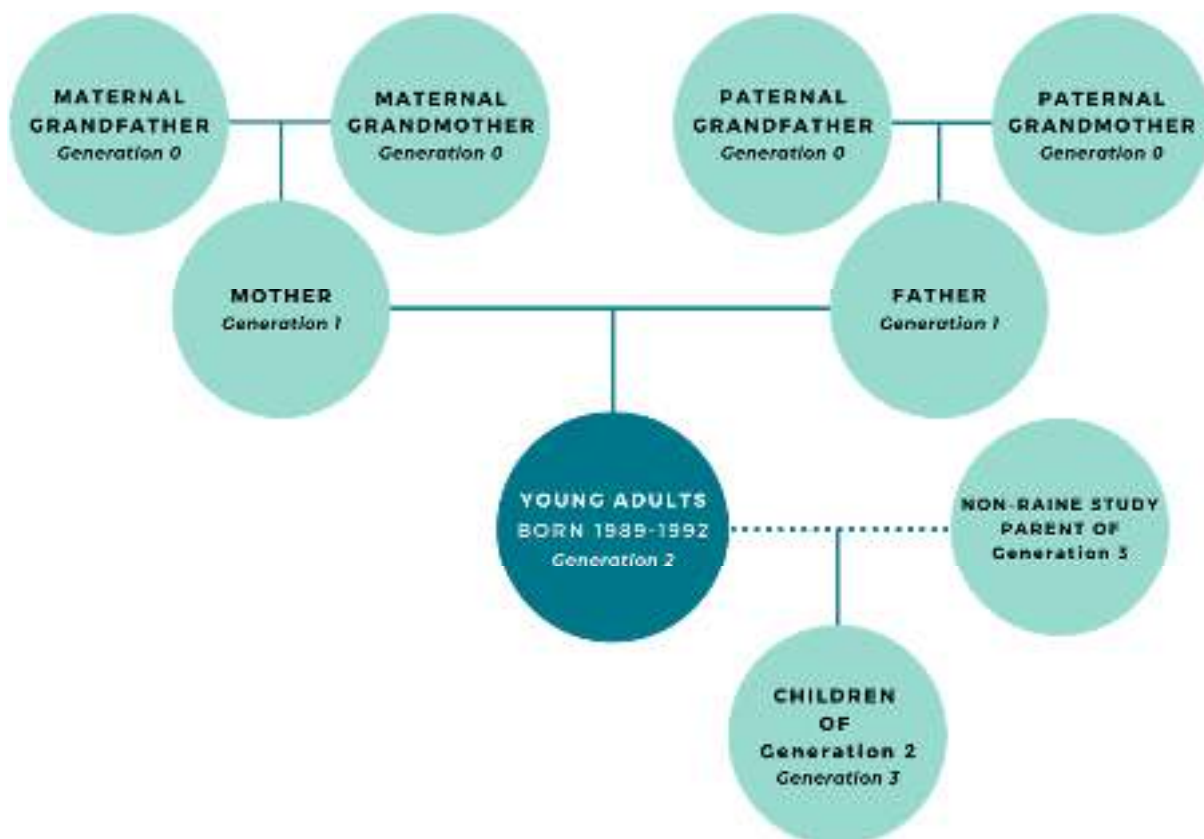 MATERNAL
GRANDFATHER
Generation 0
MATERNAL
GRANDMOTHER
Generation 0
PATERNAL
GRANDFATHER
Generation 0
PATERNAL
GRANDMOTHER
Generation 0
MOTHER
Generation 1
FATHER
Generation 1
YOUNG ADULTS
BORN 1989-1992
Generation 2
NON-RAINE STUDY
PARENT OF
Generation 3
CHILDREN
OF
Generation 2
Generation 3